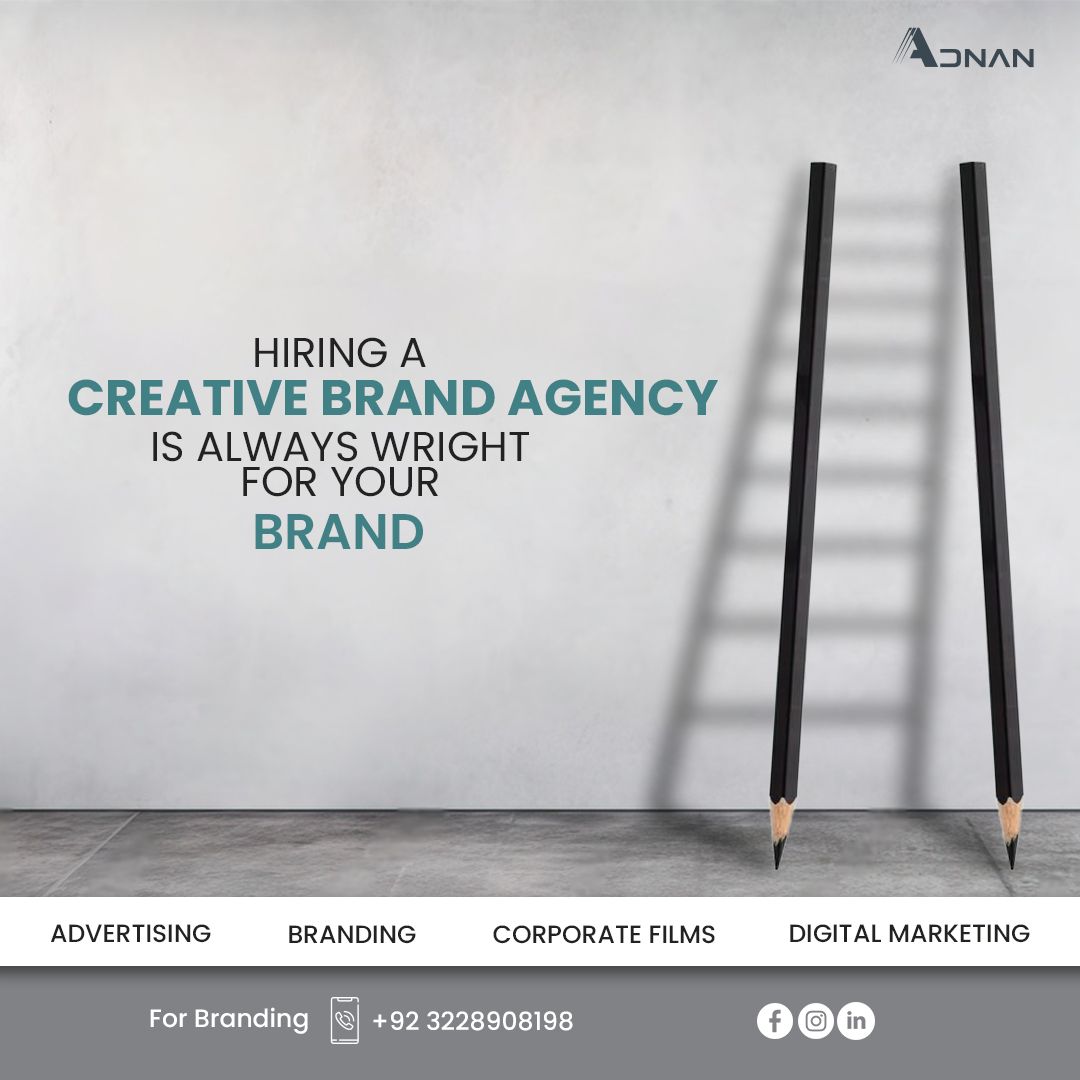 ADNAN
HIRING A
CREATIVE BRAND AGENCY
IS ALWAYS WRIGHT
FOR YOUR
BRAND
ADVERTISING
BRANDING
CORPORATE FILMS
DIGITAL MARKETING
For Branding
+92 3228908198